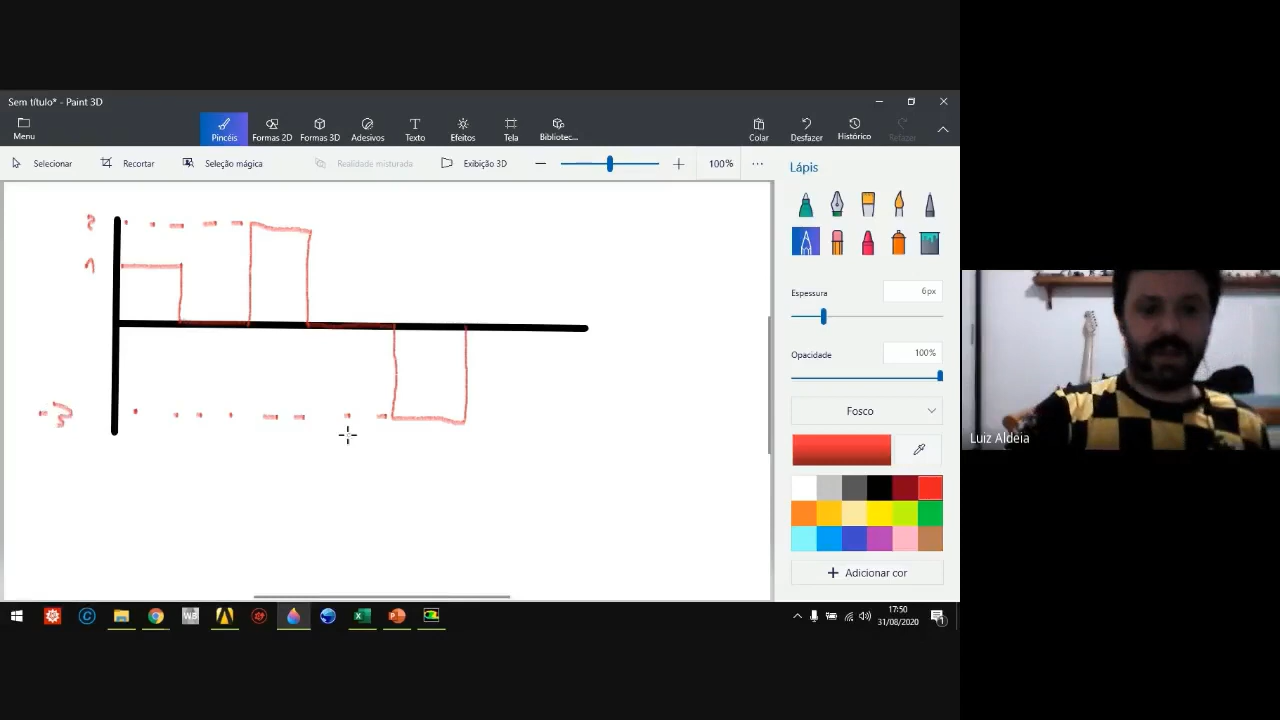 Sem título* - Paint 3D
Menu
Pincéis
Formas 2D
Formas 3D
Adesivos
Texto
Efeitos
Tela
Bibliotec...
Colar
Desfazer
Histórico
Refazer
Selecionar
Recortar
Seleção mágica
Realidade misturada
Exibição 3D
100%
Lápis
Espessura
6px
Opacidade
100%
Fosco
Adicionar cor
2
1
-3
Luiz Aldeia
17:50
31/08/2020
1